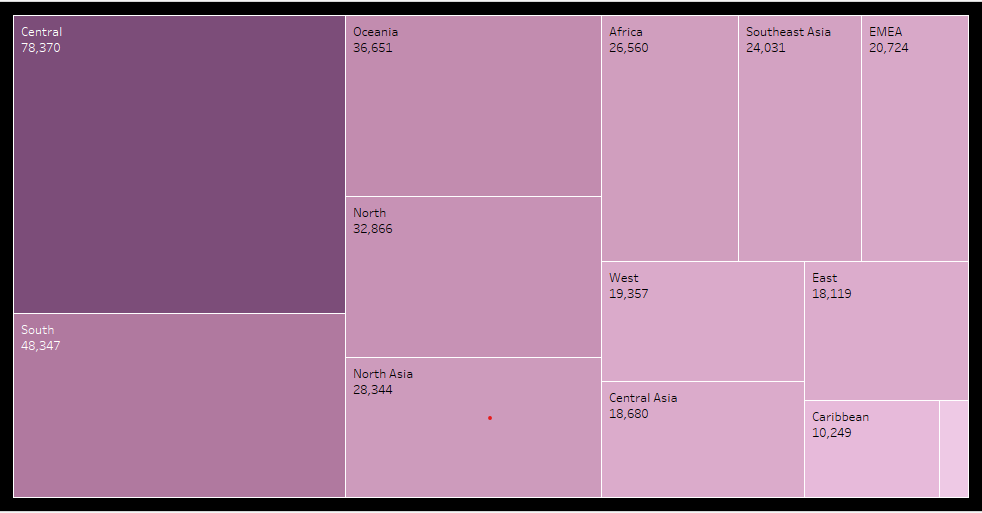 Central
78,370
South
48,347
Oceania
36,651
North
32,866
North Asia
28,344
Africa
26,560
Southeast Asia
24,031
EMEA
20,724
West
19,357
Central Asia
18,680
East
18,119
Caribbean
10,249